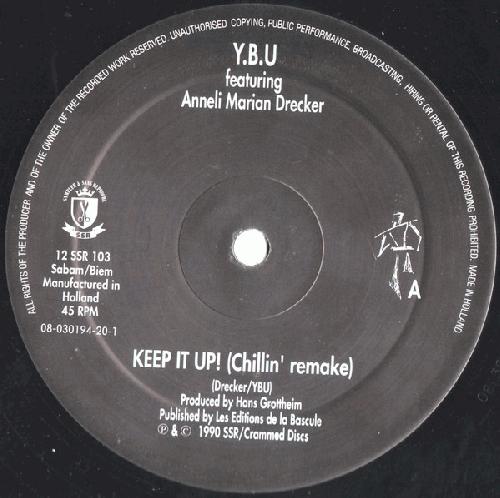 ALL RIGHTS OF THE PRODUCER AND OF THE OWNER OF THE RECORDED WORK RESERVED. UNAUTHORISED COPYING, PUBLIC PERFORMANCE, BROADCASTING, HIRING OR RENTAL OF THIS RECORDING PROHIBITED. MADE IN HOLLAND
Y.B.U
featuring
Anneli Marian Drecker
SSR
12 SSR 103
Sabam/Biem
Manufactured in
Holland
45 RPM
08-030194-20-1
A
KEEP IT UP! (Chillin' remake)
(Drecker/YBU)
Produced by Hans Grottheim
Published by Les Editions de la Bascule
℗ & © 1990 SSR/Crammed Discs